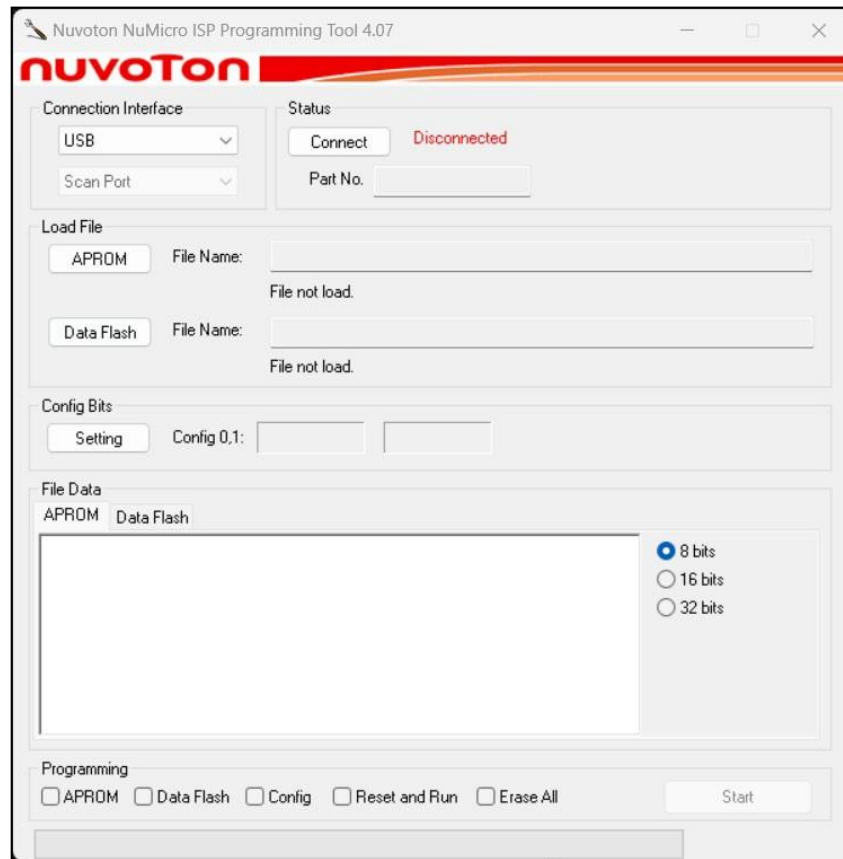 Nuvoton NuMicro ISP Programming Tool 4.07
nuvoTon
Connection Interface
USB
Scan Port
Status
Connect Disconnected
Part No.
Load File
APROM File Name:
File not load.
Data Flash File Name:
File not load.
Config Bits
Setting Config 0,1:
File Data
APROM Data Flash
8 bits
16 bits
32 bits
Programming
APROM Data Flash Config Reset and Run Erase All Start